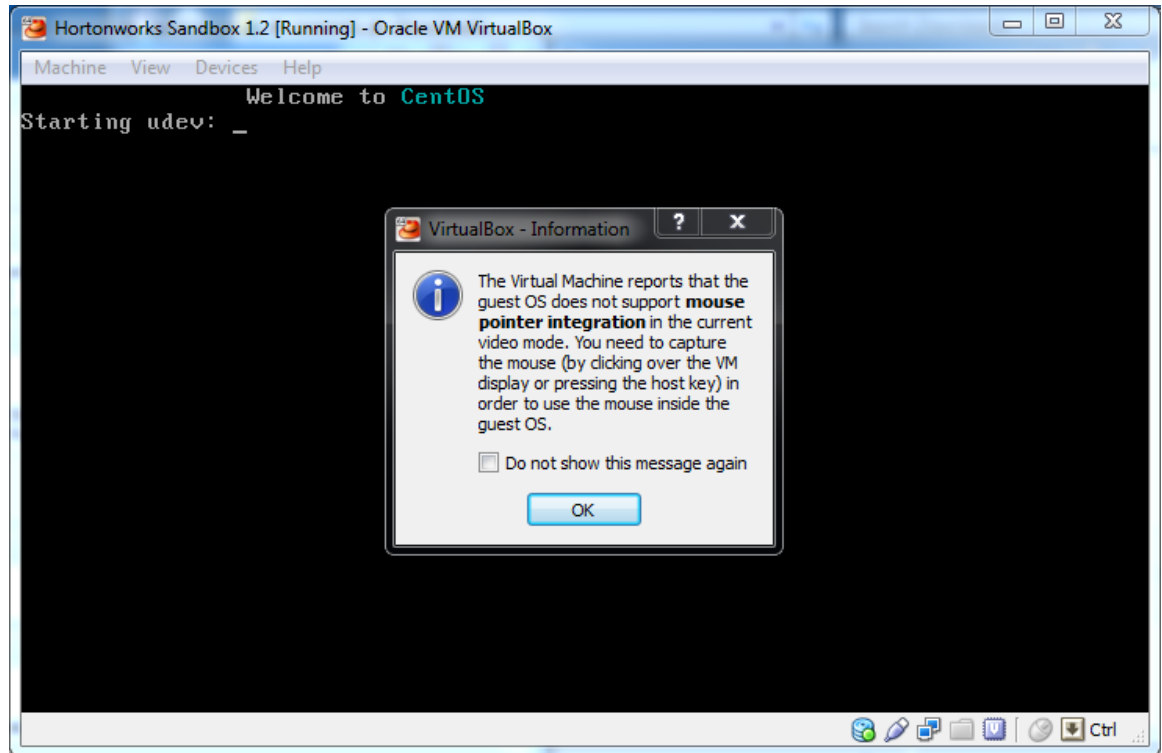 Hortonworks Sandbox 1.2 [Running] - Oracle VM VirtualBox
Machine View Devices Help
Welcome to CentOS
Starting udev: _
VirtualBox - Information
The Virtual Machine reports that the
guest OS does not support mouse
pointer integration in the current
video mode. You need to capture
the mouse (by clicking over the VM
display or pressing the host key) in
order to use the mouse inside the
guest OS.
Do not show this message again
OK
Ctrl